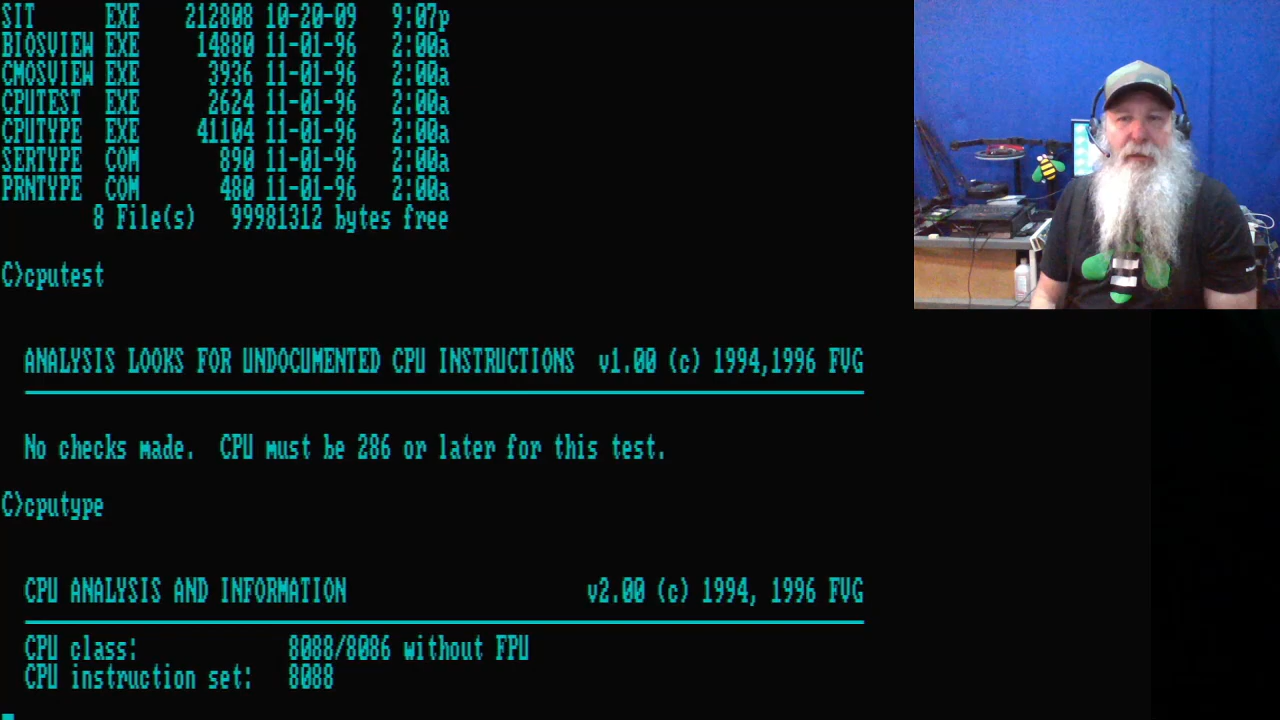 SIT      EXE    212808 10-20-09   9:07p
BIOSVIEW EXE     14880 11-01-96   2:00a
CMOSVIEW EXE      3936 11-01-96   2:00a
CPUTEST  EXE      2624 11-01-96   2:00a
CPUTYPE  EXE     41104 11-01-96   2:00a
SERTYPE  COM       890 11-01-96   2:00a
PRNTYPE  COM       480 11-01-96   2:00a
        8 File(s)   99981312 bytes free
C>cputest
ANALYSIS LOOKS FOR UNDOCUMENTED CPU INSTRUCTIONS  v1.00 (c) 1994,1996 FVG
No checks made.  CPU must be 286 or later for this test.
C>cputype
CPU ANALYSIS AND INFORMATION                     v2.00 (c) 1994, 1996 FVG
CPU class:             8088/8086 without FPU
CPU instruction set:   8088